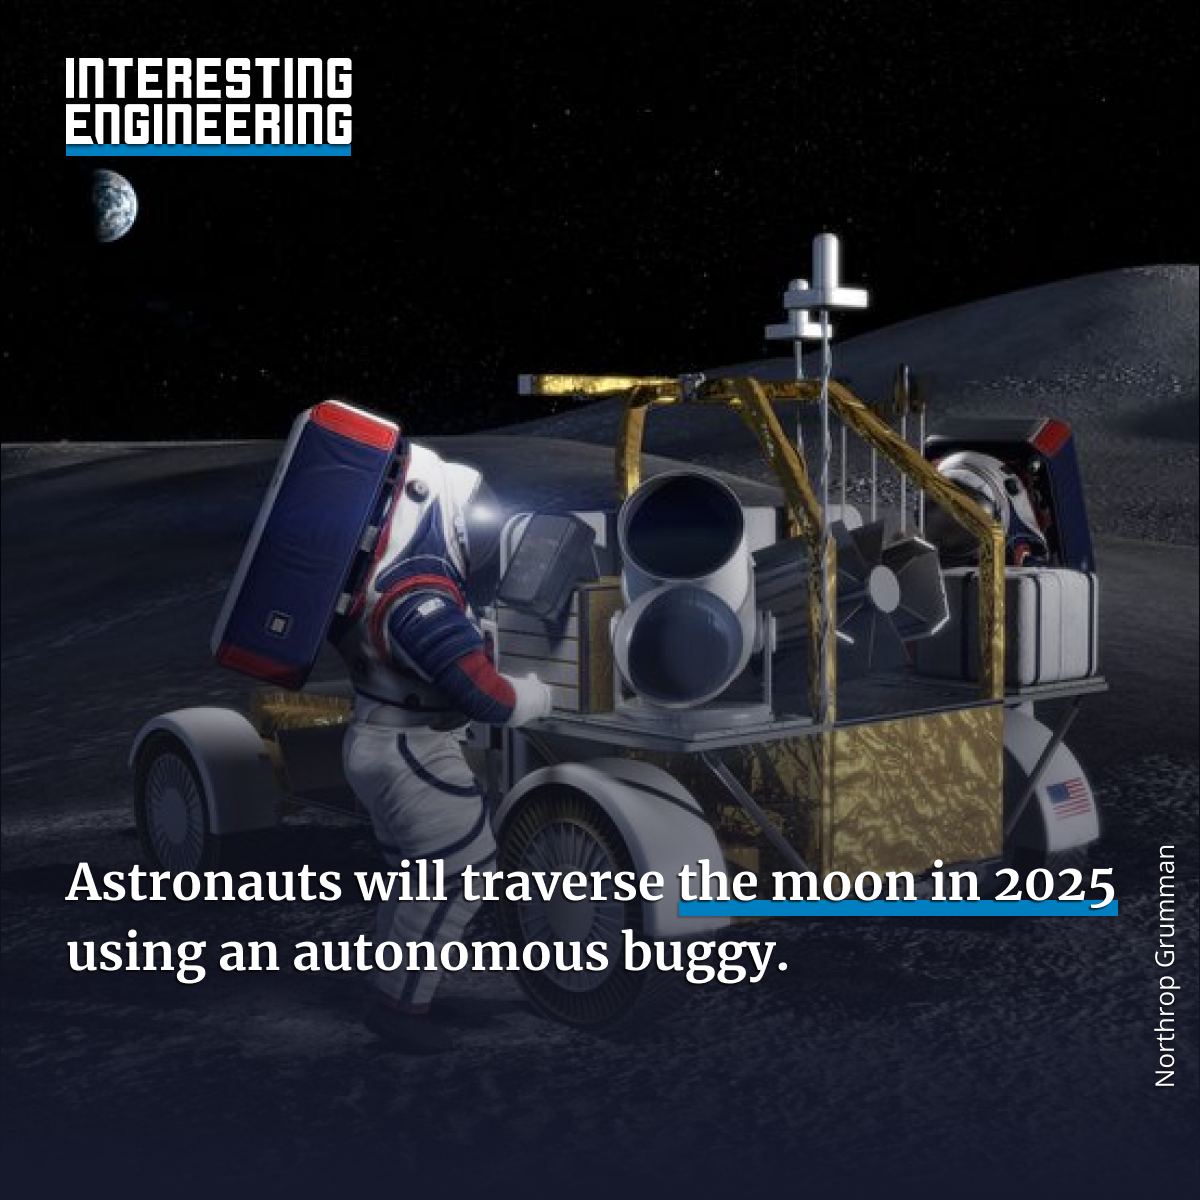 INTERESTING
ENGINEERING
Astronauts will traverse the moon in 2025
using an autonomous buggy.
Northrop Grumman